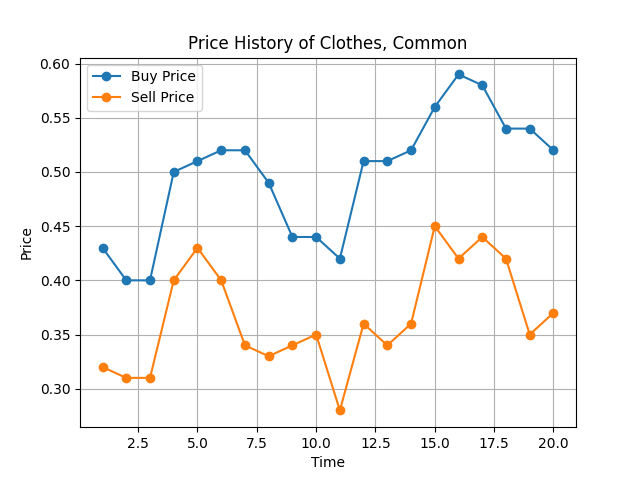 Price History of Clothes, Common
Buy Price
Sell Price
0.60
0.55
0.50
0.45
0.40
0.35
0.30
Price
2.5 5.0 7.5 10.0 12.5 15.0 17.5 20.0
Time